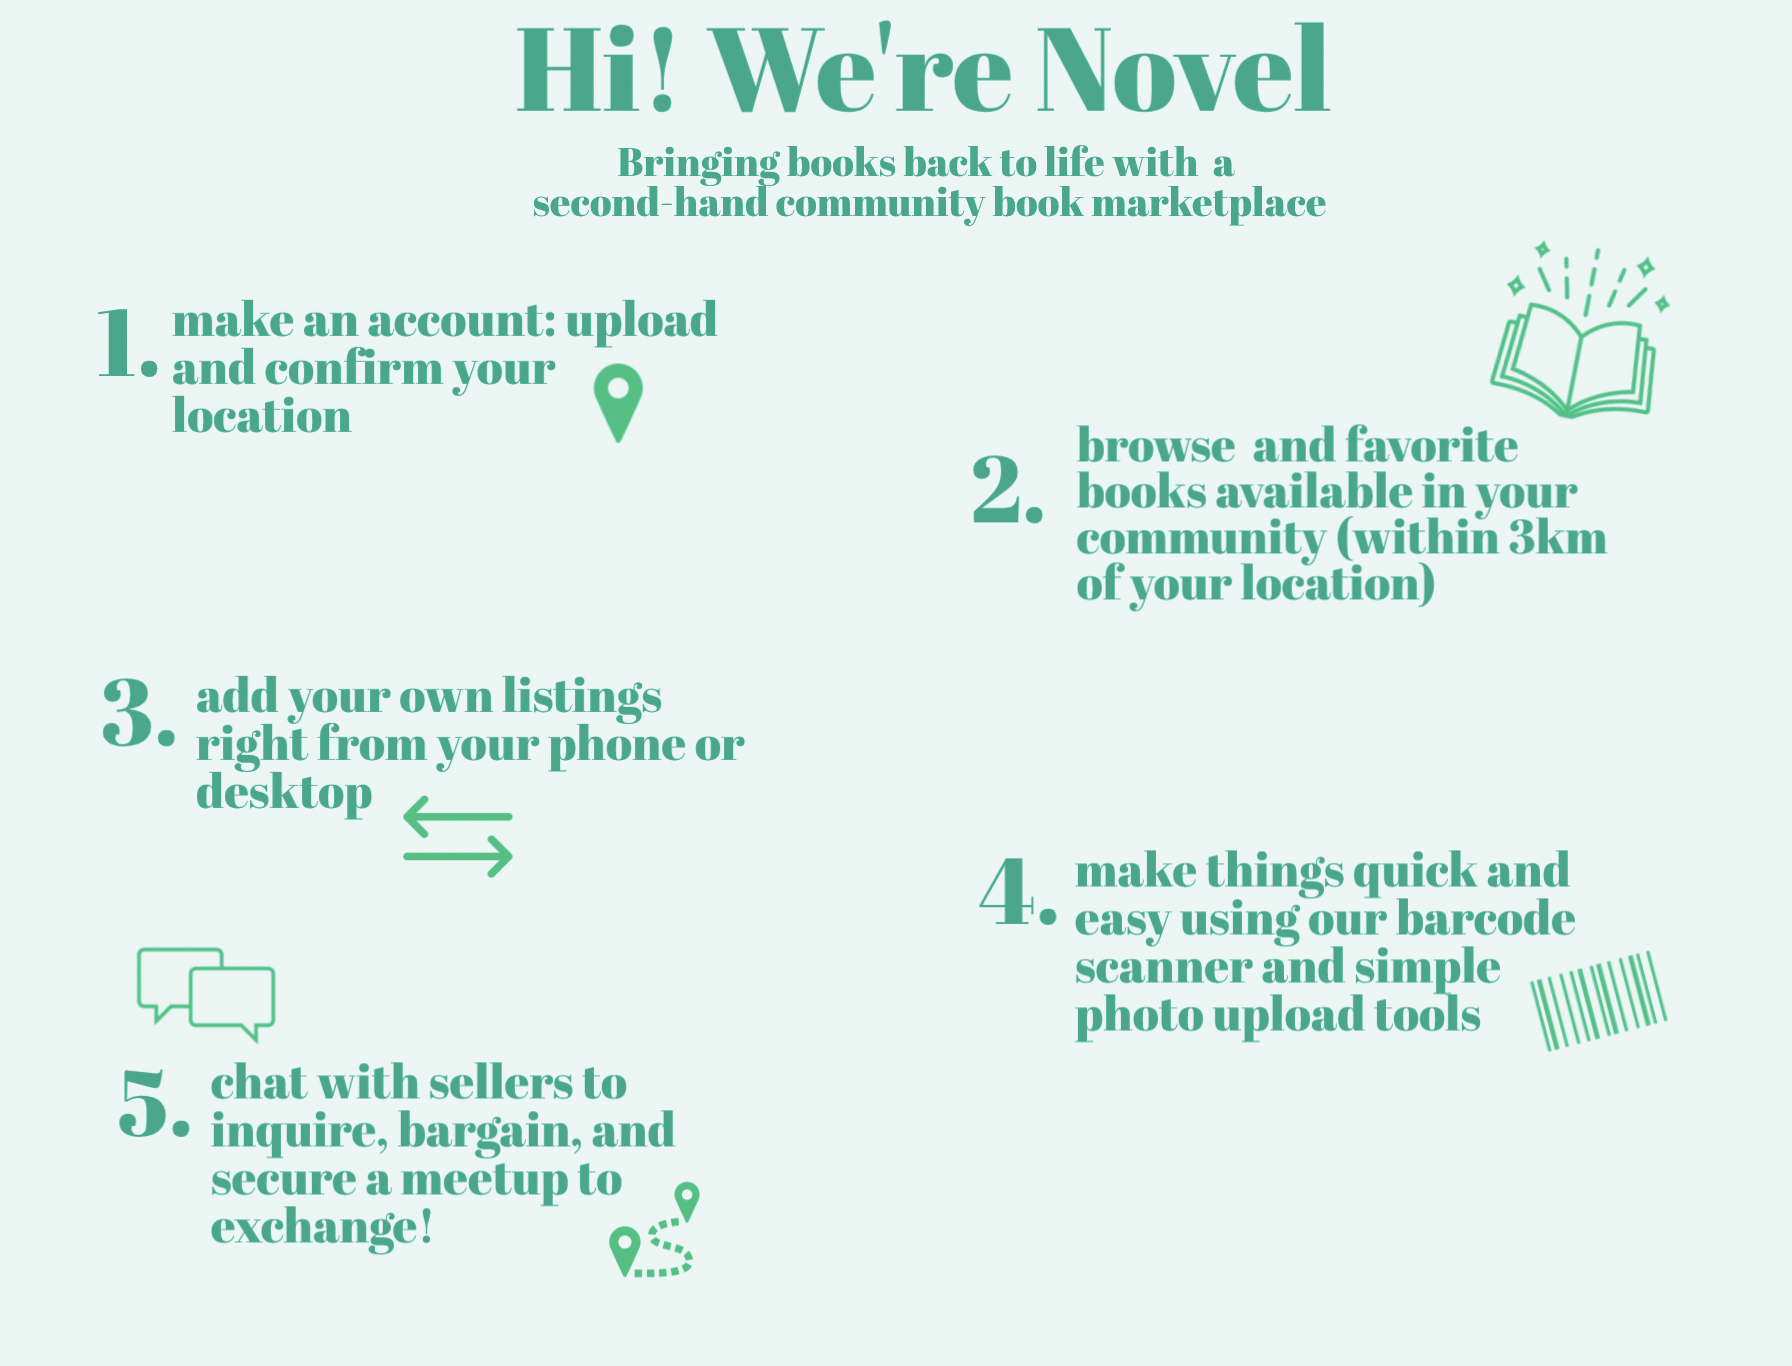 Hi! We're Novel
Bringing books back to life with a
second-hand community book marketplace
1. make an account: upload
and confirm your
location
2. browse and favorite
books available in your
community (within 3km
of your location)
3. add your own listings
right from your phone or
desktop
4. make things quick and
easy using our barcode
scanner and simple
photo upload tools
5. chat with sellers to
inquire, bargain, and
secure a meetup to
exchange!